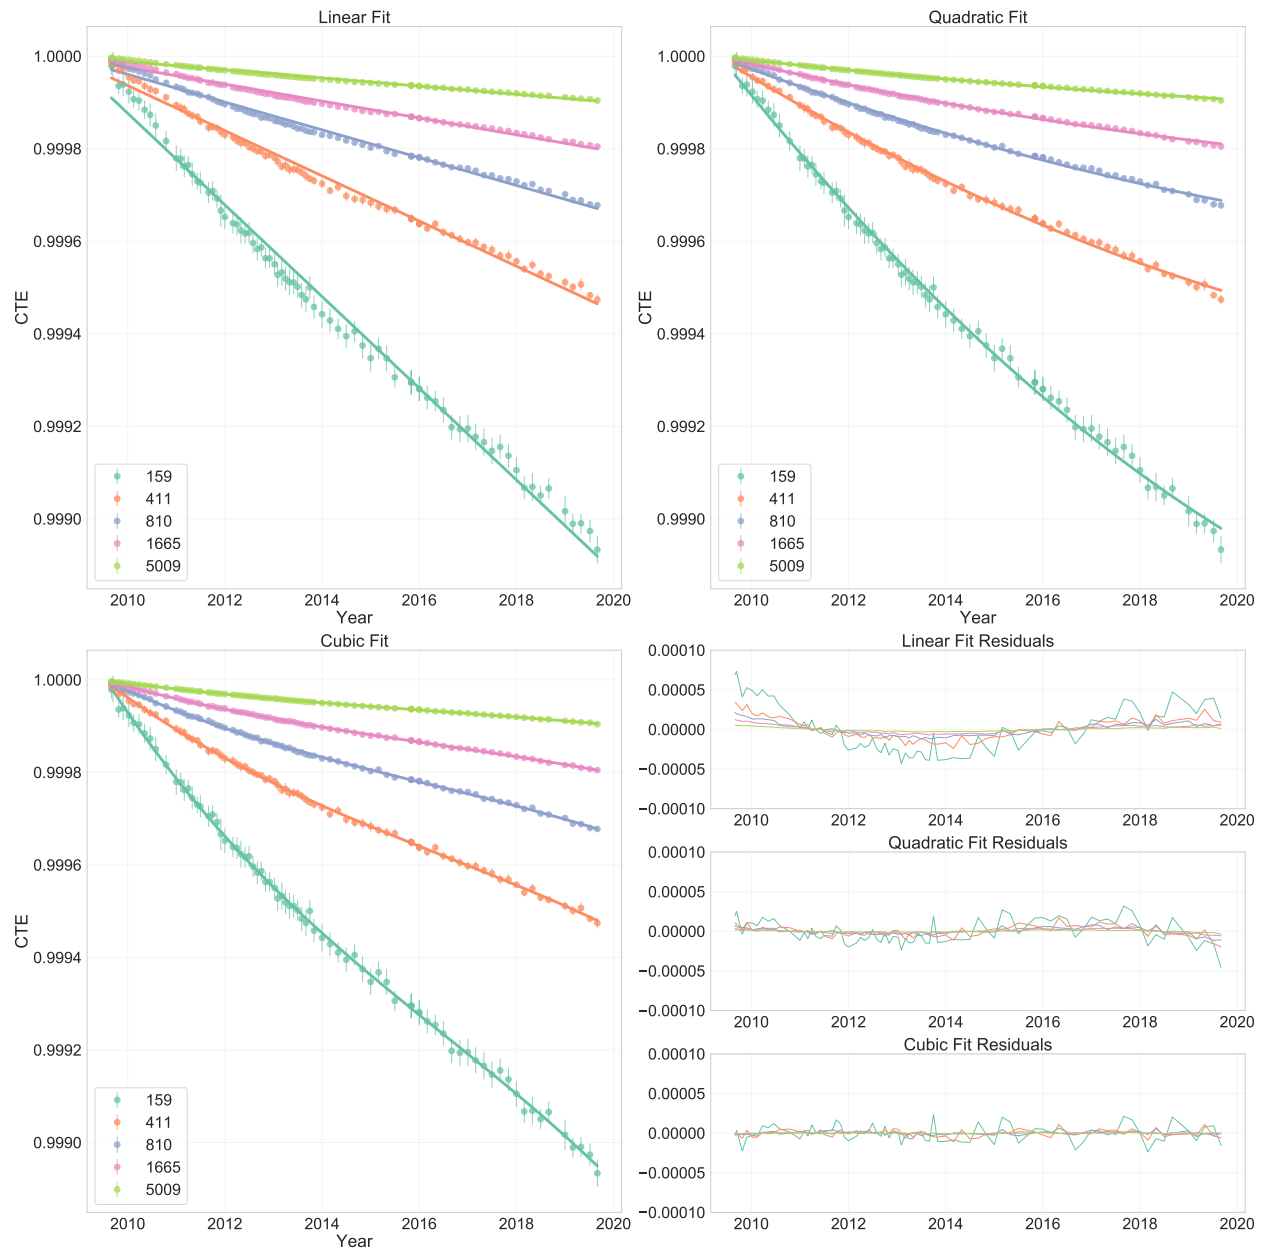 Linear Fit
CTE
1.0000
0.9998
0.9996
0.9994
0.9992
0.9990
159
411
810
1665
5009
2010 2012 2014 2016 2018 2020
Year
Quadratic Fit
CTE
1.0000
0.9998
0.9996
0.9994
0.9992
0.9990
159
411
810
1665
5009
2010 2012 2014 2016 2018 2020
Year
Cubic Fit
CTE
1.0000
0.9998
0.9996
0.9994
0.9992
0.9990
159
411
810
1665
5009
2010 2012 2014 2016 2018 2020
Year
Linear Fit Residuals
0.00010
0.00005
0.00000
−0.00005
−0.00010
2010 2012 2014 2016 2018 2020
Quadratic Fit Residuals
0.00010
0.00005
0.00000
−0.00005
−0.00010
2010 2012 2014 2016 2018 2020
Cubic Fit Residuals
0.00010
0.00005
0.00000
−0.00005
−0.00010
2010 2012 2014 2016 2018 2020